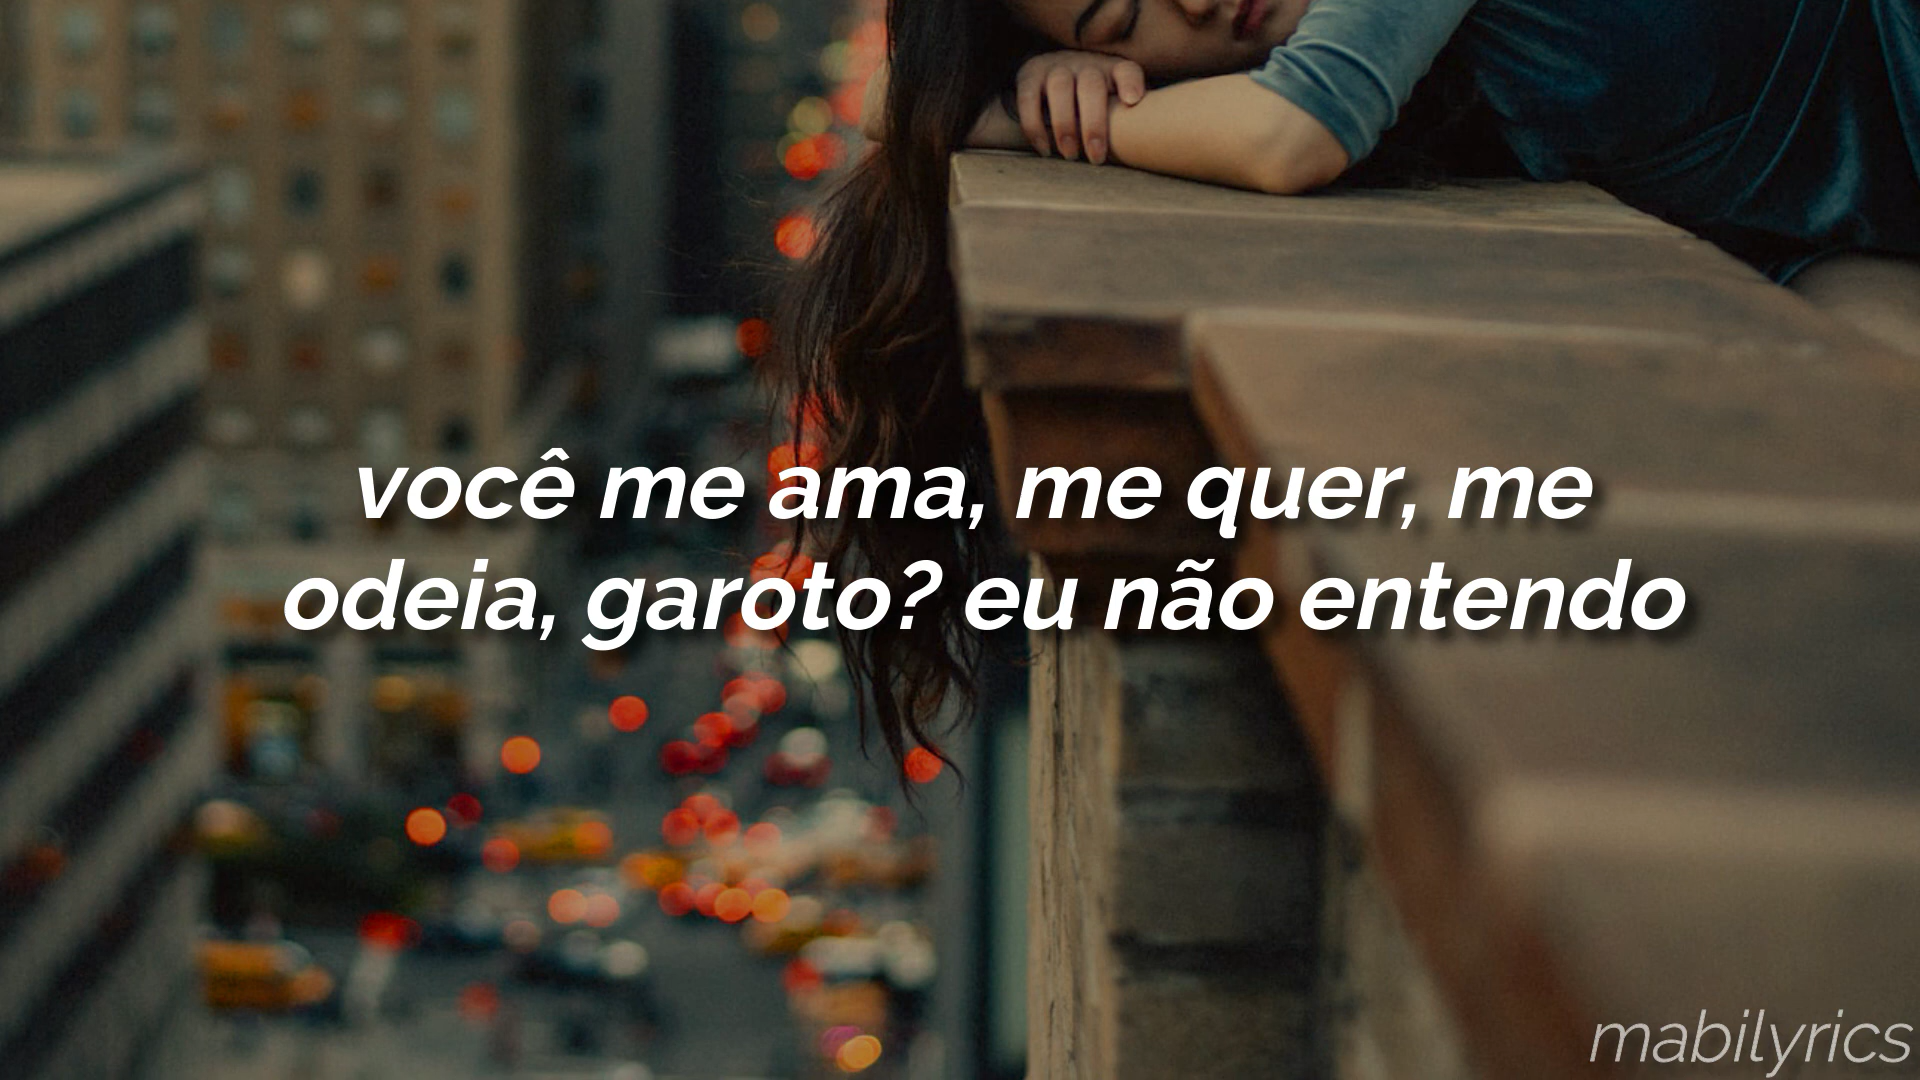 você me ama, me quer, me
odeia, garoto? eu não entendo
mabilyrics